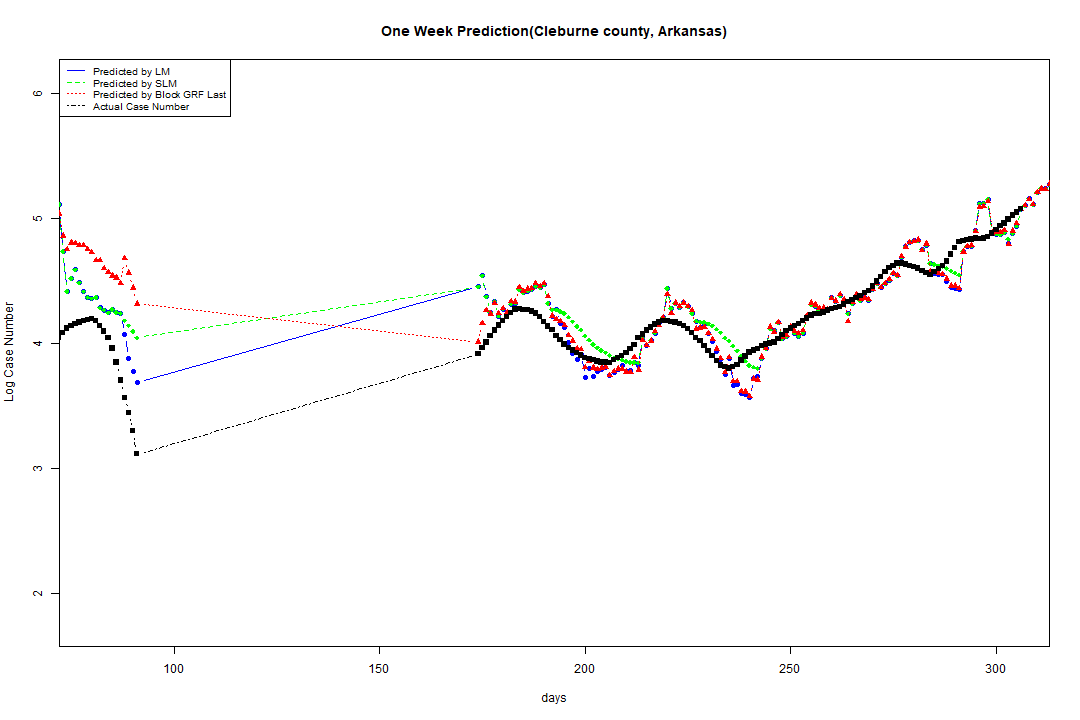 One Week Prediction(Cleburne county, Arkansas)
Predicted by LM
Predicted by SLM
Predicted by Block GRF Last
Actual Case Number
6
5
4
3
2
Log Case Number
100 150 200 250 300
days